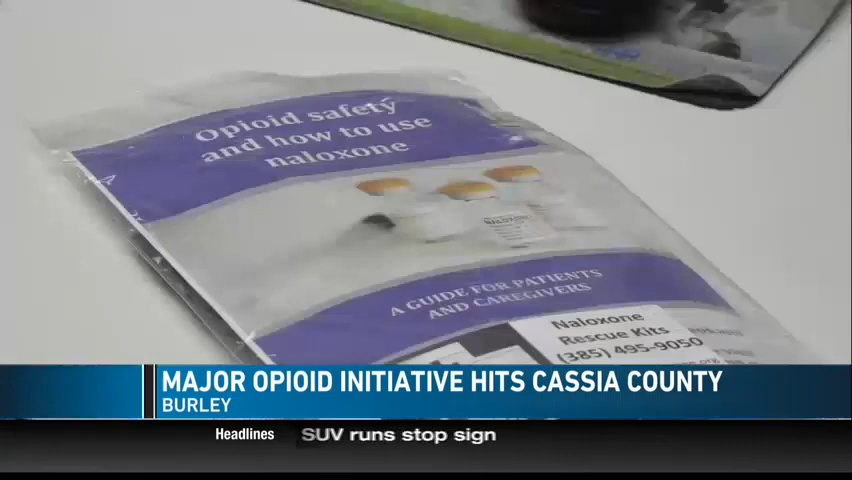 Opioid safety
and how to use
naloxone
NALOXONE
A GUIDE FOR PATIENTS
AND CAREGIVERS
Naloxone
Rescue Kits
(385) 495-9050
MAJOR OPIOID INITIATIVE HITS CASSIA COUNTY
BURLEY
Headlines SUV runs stop sign